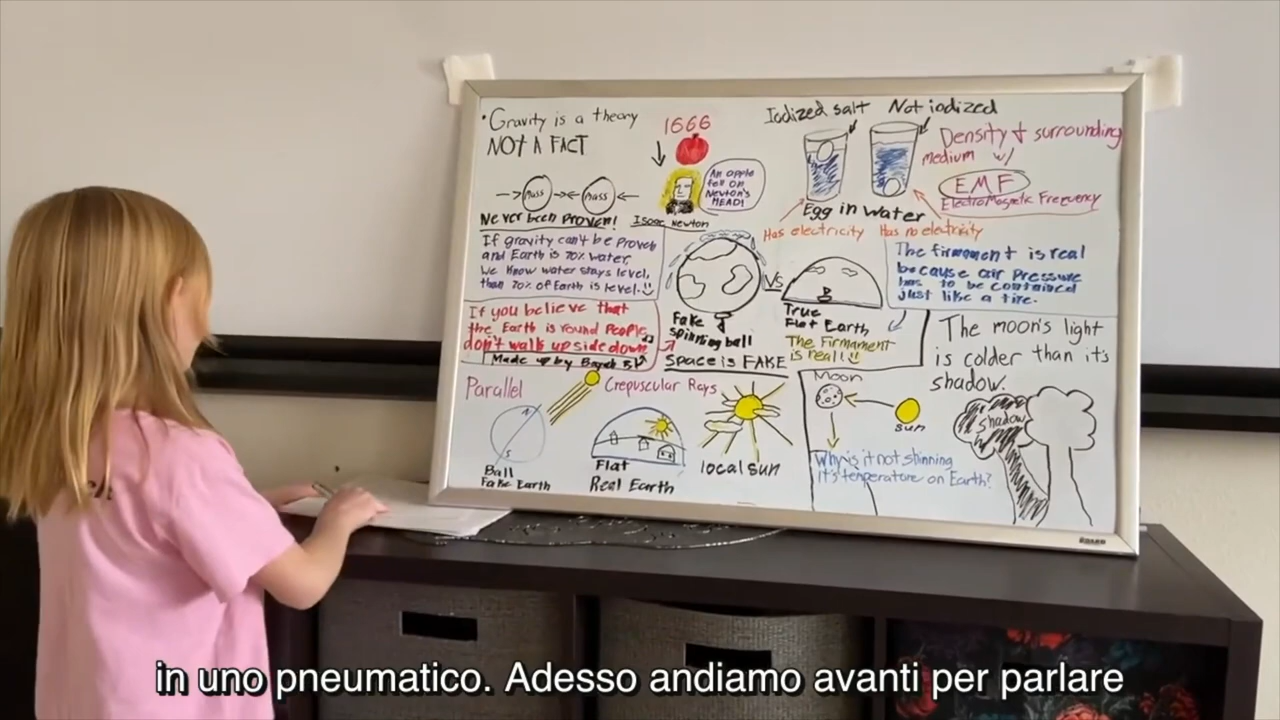 • Gravity is a theory
NOT A FACT
1666
An apple
fell on
Newton's
HEAD!
mass
mass
Never been Proven!
Isaac Newton
Iodized salt
Not iodized
Density + surrounding
medium w/
EMF
ElectroMagnetic Frequency
Egg in Water
Has electricity
Has no electricity
If gravity can't be Proven
and Earth is 70% water,
We Know water stays level,
than 70% of Earth is level.
If you believe that
the Earth is round People
don't walk upside down
Made up by
Fake
spinning ball
Space is FAKE
VS
True
Flat Earth
The Firmament
is real!
The firmament is real
because air Pressure
has to be contained
just like a tire.
The moon's light
is colder than it's
shadow.
shadow
Moon
sun
Why is it not shinning
it's temperature on Earth?
Parallel
Crepuscular Rays
N
S
Ball
Fake Earth
Flat
Real Earth
local sun
in uno pneumatico. Adesso andiamo avanti per parlare